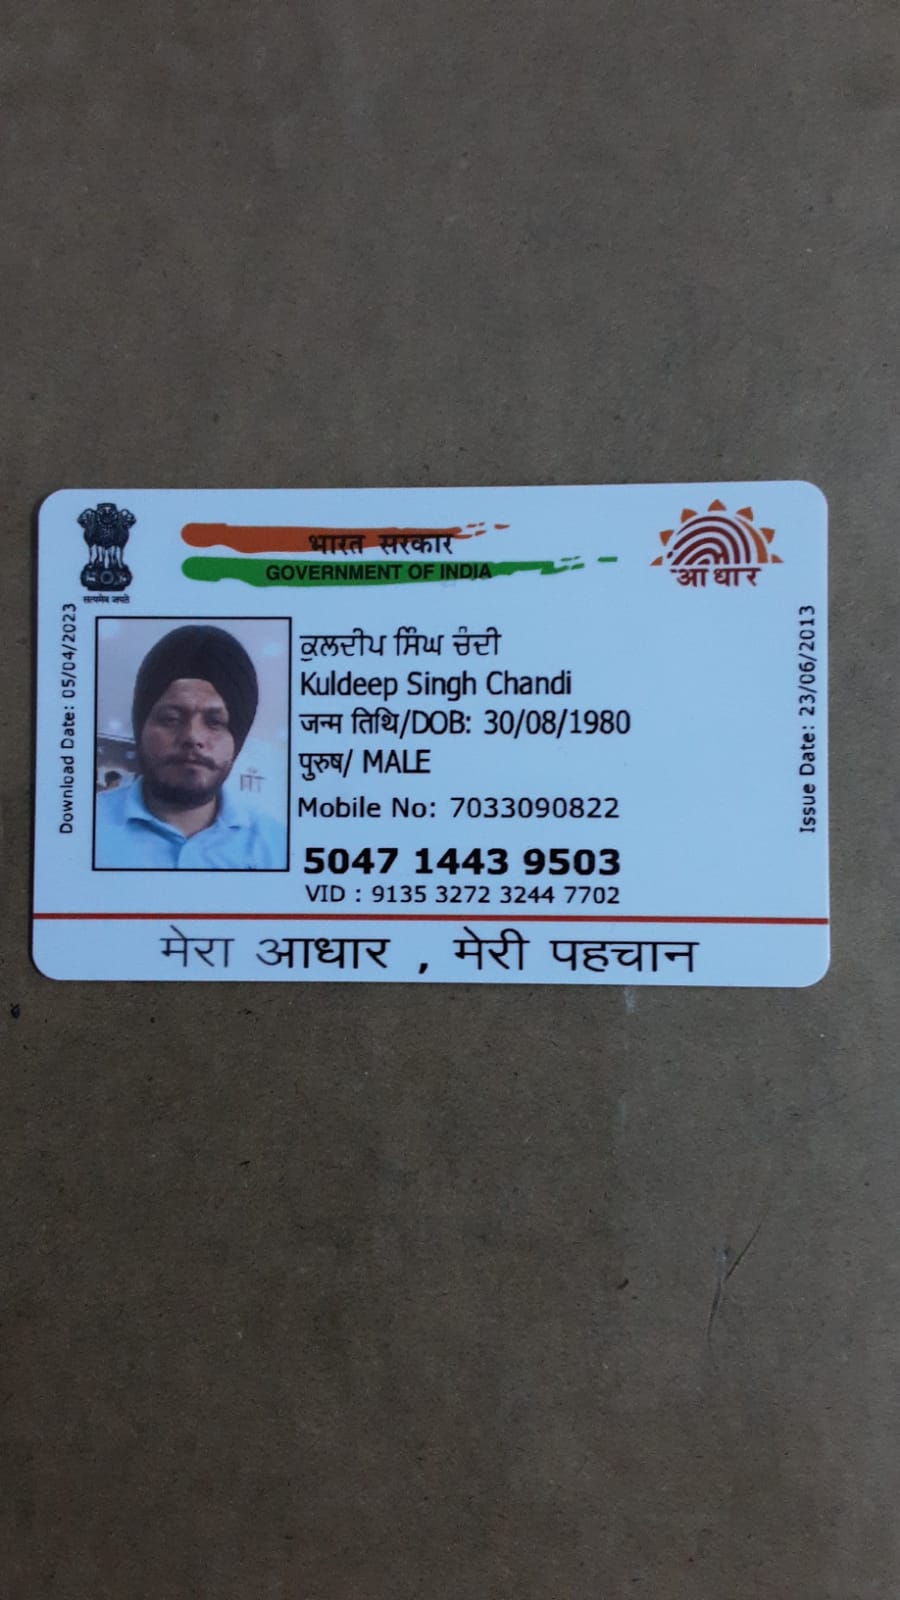 भारत सरकार
GOVERNMENT OF INDIA
आधार
सत्यमेव जयते
Download Date: 05/04/2023
ਕੁਲਦੀਪ ਸਿੰਘ ਚੰਦੀ
Kuldeep Singh Chandi
जन्म तिथि/DOB: 30/08/1980
पुरुष/ MALE
Mobile No: 7033090822
5047 1443 9503
VID : 9135 3272 3244 7702
Issue Date: 23/06/2013
मेरा आधार , मेरी पहचान